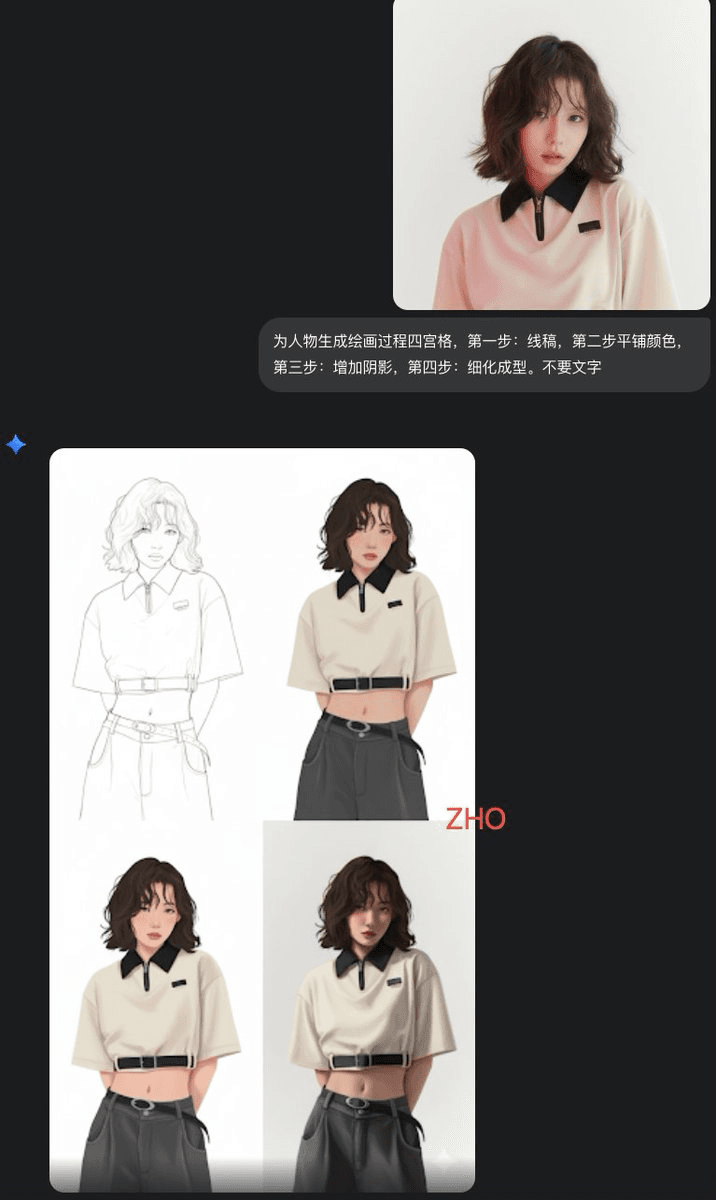 为人物生成绘画过程四宫格，第一步：线稿，第二步平铺颜色，
第三步：增加阴影，第四步：细化成型。不要文字
ZHO